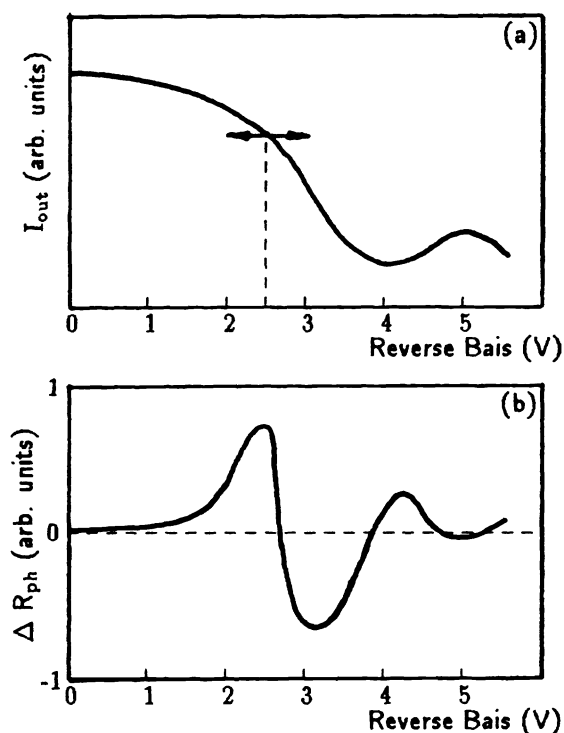 (a)
I_out (arb. units)
0 1 2 3 4 5
Reverse Bais (V)
(b)
1
0
-1
Δ R_ph (arb. units)
0 1 2 3 4 5
Reverse Bais (V)